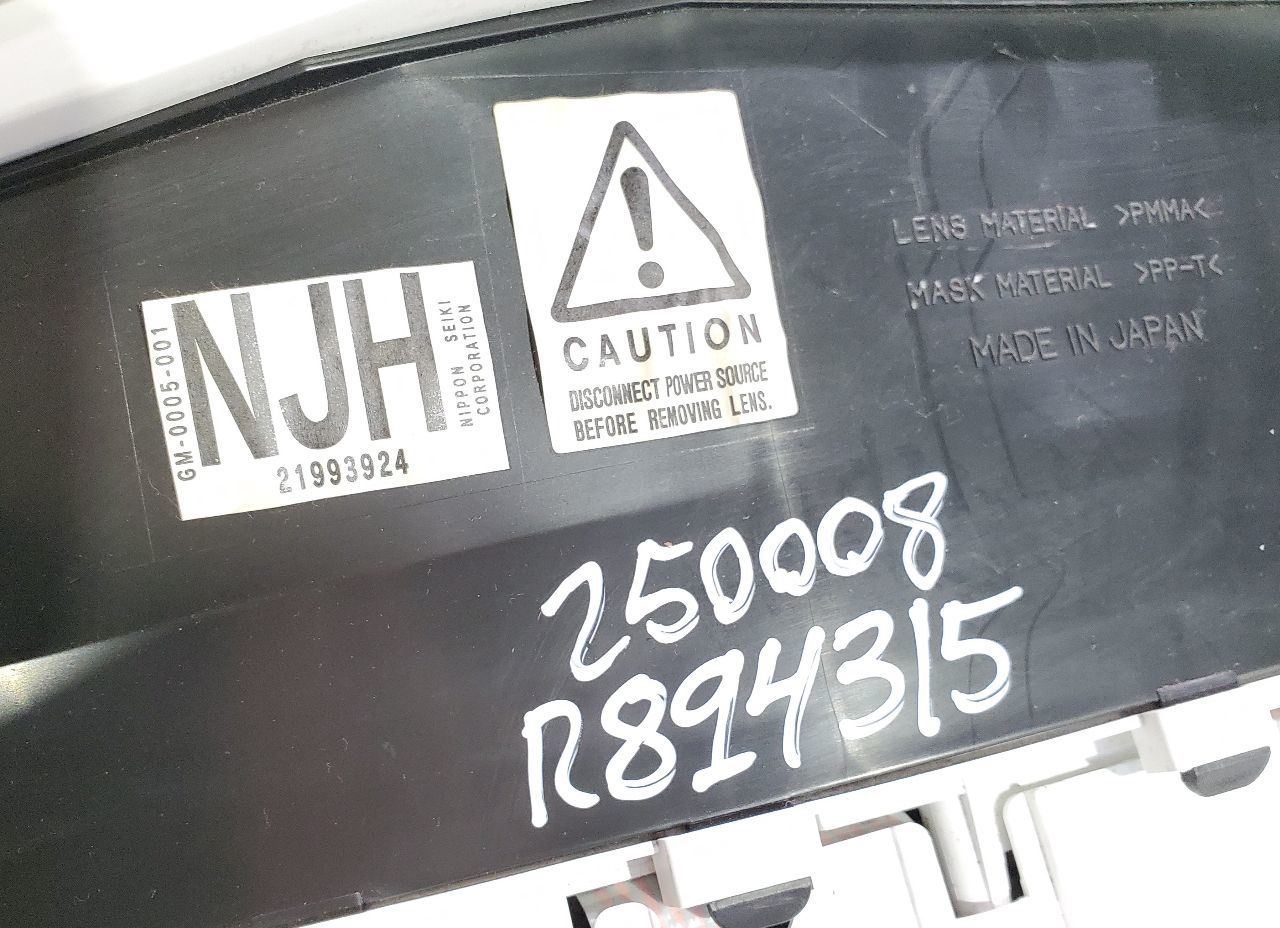 GM-0005-001
NJH
NIPPON SEIKI
CORPORATION
21993924
CAUTION
DISCONNECT POWER SOURCE
BEFORE REMOVING LENS.
LENS MATERIAL >PMMA<
MASK MATERIAL >PP-T<
MADE IN JAPAN
250008
R894315